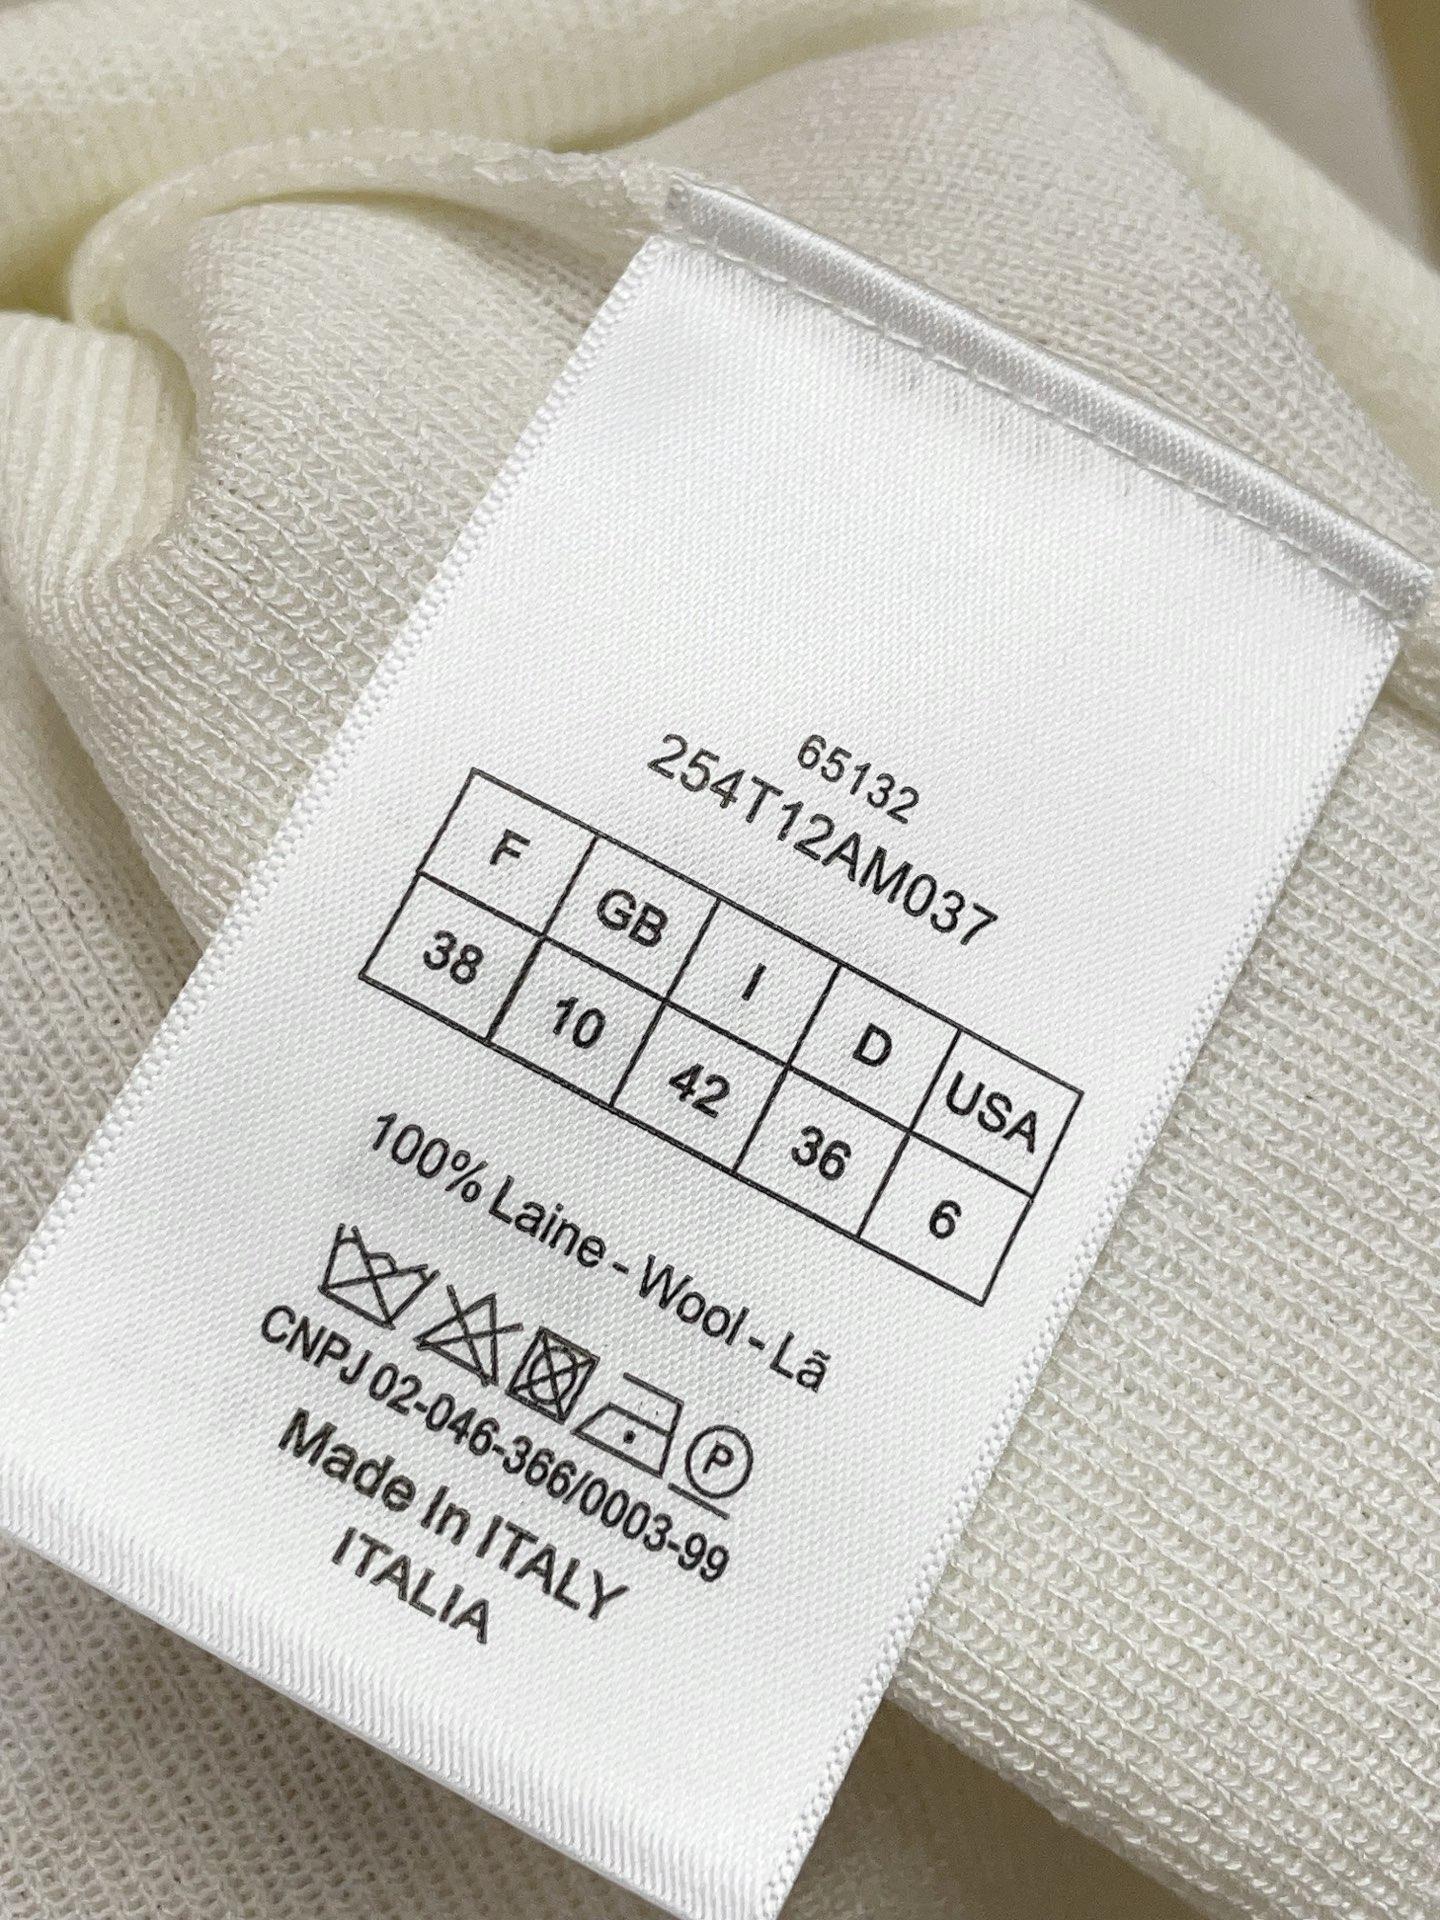 65132
254T12AM037
F GB I D USA
38 10 42 36 6
100% Laine - Wool - Lã
P
CNPJ 02-046-366/0003-99
Made In ITALY
ITALIA